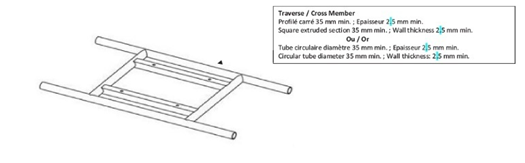 Traverse / Cross Member
Profilé carré 35 mm min. ; Epaisseur 2,5 mm min.
Square extruded section 35 mm min. ; Wall thickness 2,5 mm min.
Ou / Or
Tube circulaire diamètre 35 mm min. ; Epaisseur 2,5 mm min.
Circular tube diameter 35 mm min. ; Wall thickness: 2,5 mm min.